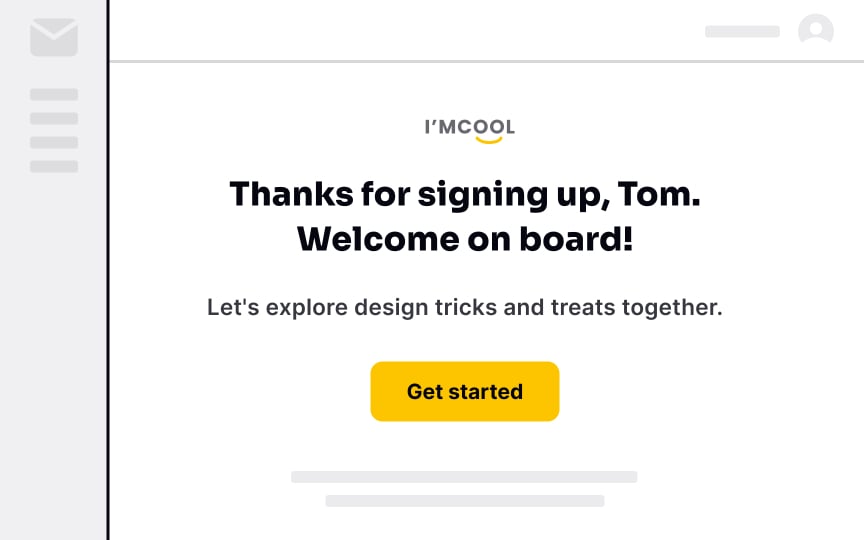 I'MCOOL
Thanks for signing up, Tom.
Welcome on board!
Let's explore design tricks and treats together.
Get started